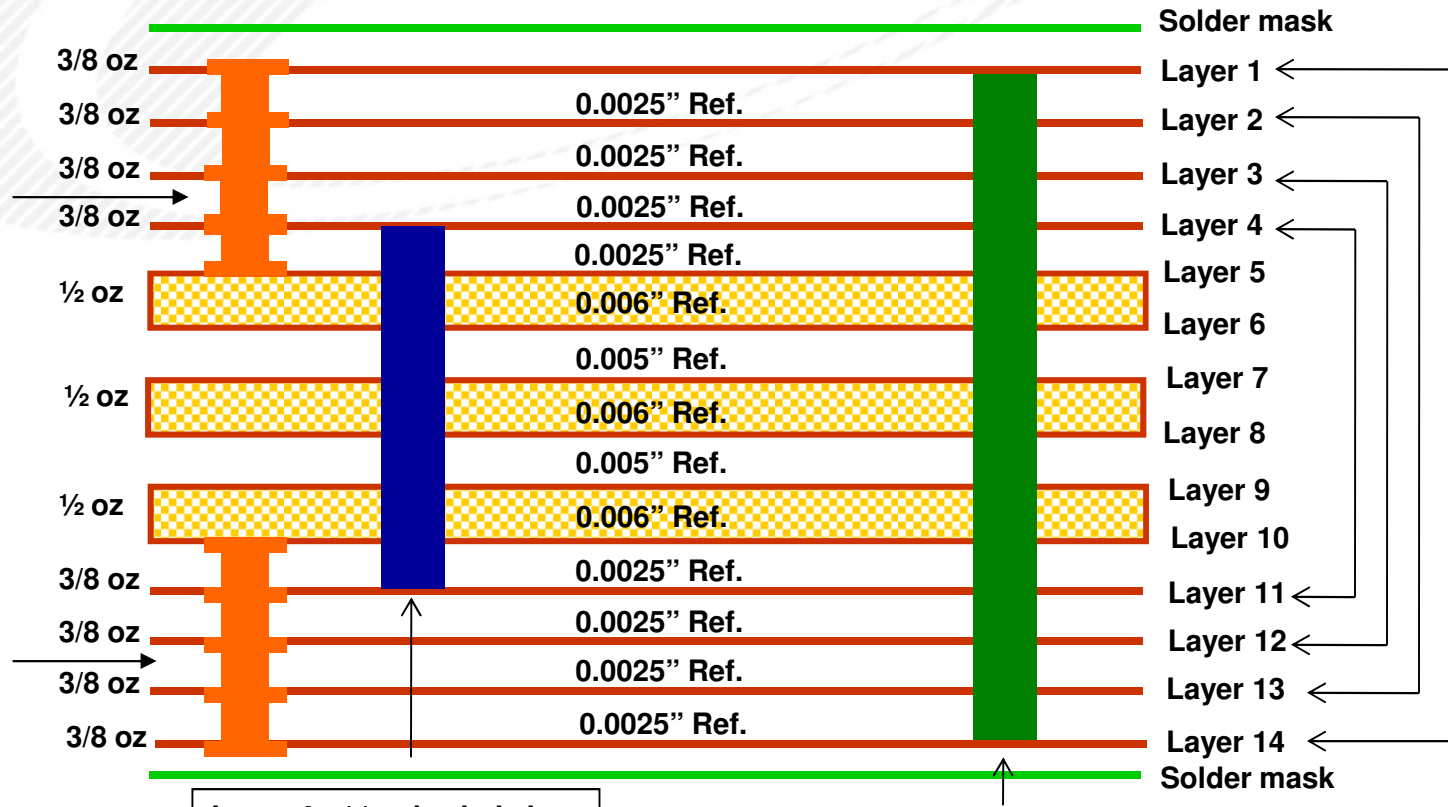 Solder mask
3/8 oz
Layer 1
0.0025” Ref.
3/8 oz
Layer 2
0.0025” Ref.
3/8 oz
Layer 3
0.0025” Ref.
3/8 oz
Layer 4
0.0025” Ref.
Layer 5
½ oz
0.006” Ref.
Layer 6
0.005” Ref.
Layer 7
½ oz
0.006” Ref.
Layer 8
0.005” Ref.
Layer 9
½ oz
0.006” Ref.
Layer 10
0.0025” Ref.
3/8 oz
Layer 11
0.0025” Ref.
3/8 oz
Layer 12
0.0025” Ref.
3/8 oz
Layer 13
0.0025” Ref.
3/8 oz
Layer 14
Solder mask